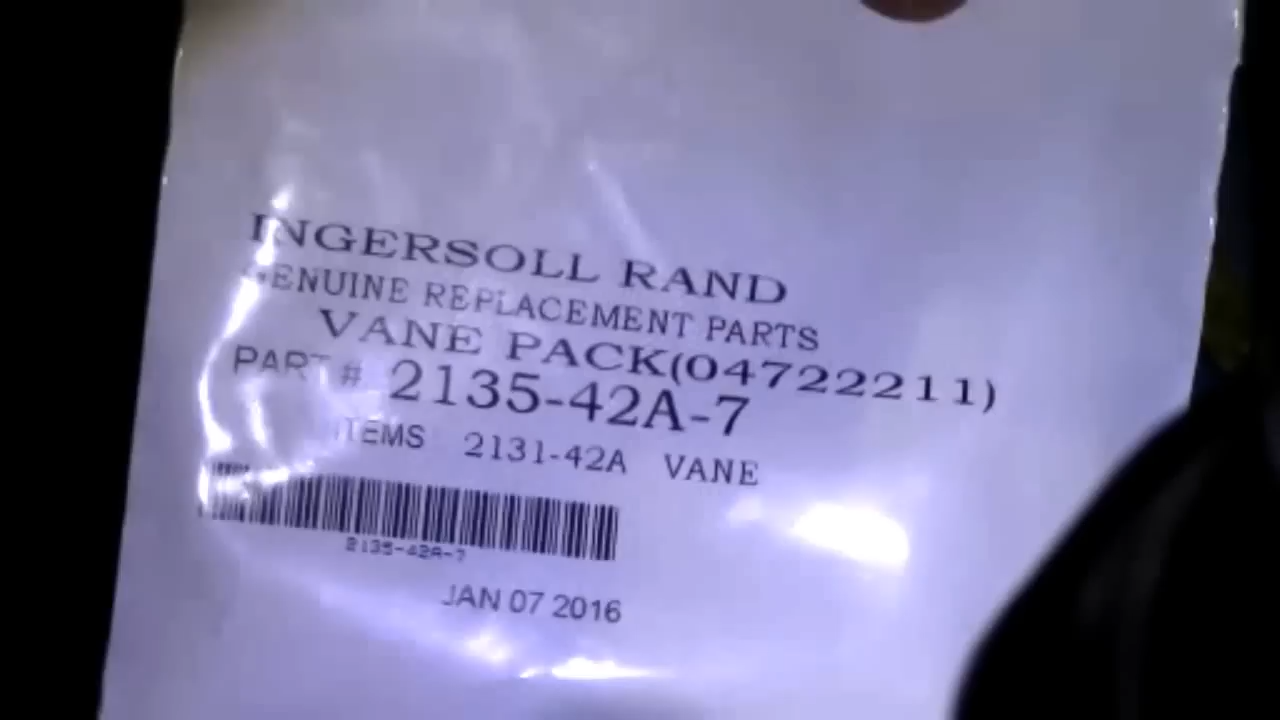 INGERSOLL RAND
GENUINE REPLACEMENT PARTS
VANE PACK(04722211)
PART # 2135-42A-7
ITEMS 2131-42A VANE
2135-42A-7
JAN 07 2016